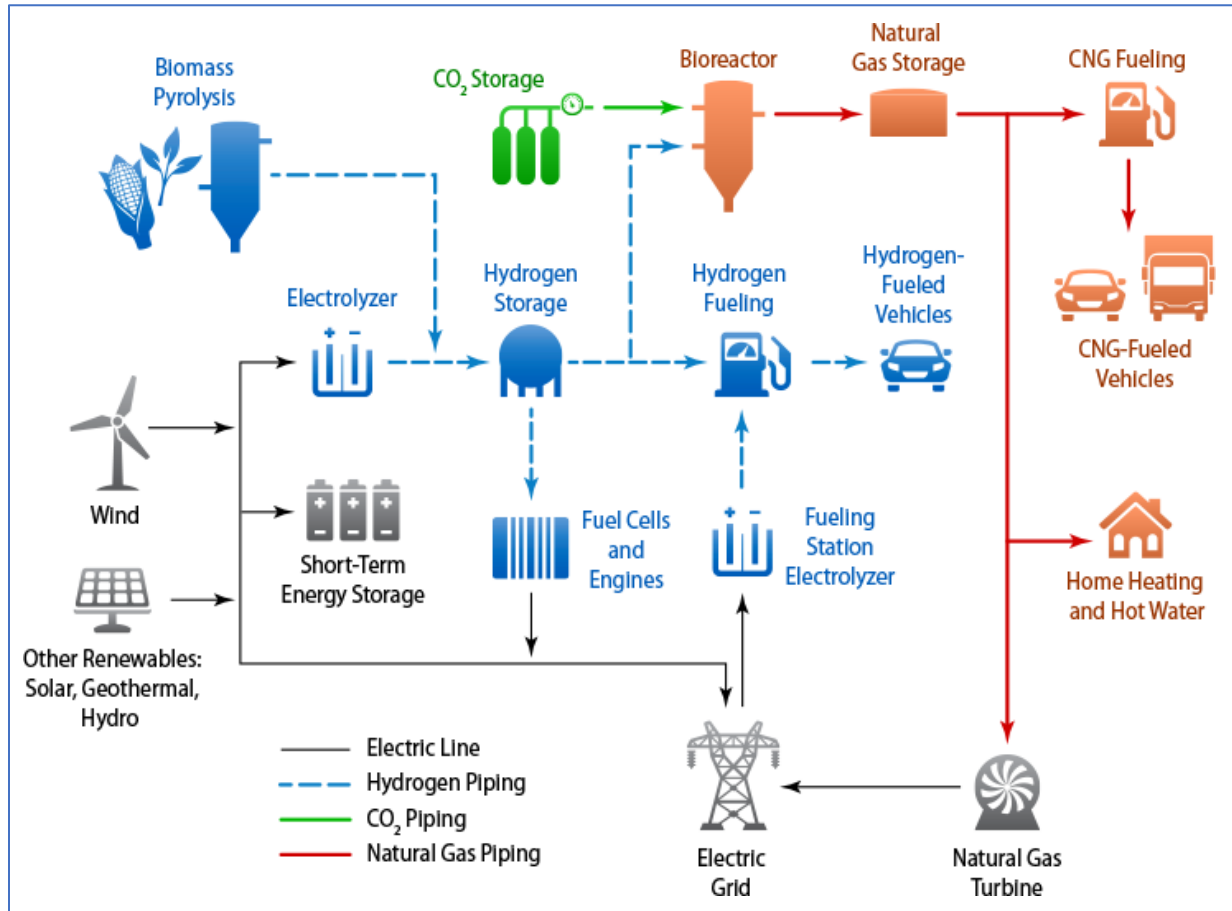 Biomass
Pyrolysis
CO₂ Storage
Bioreactor
Natural
Gas Storage
CNG Fueling
Electrolyzer
+ −
Hydrogen
Storage
Hydrogen
Fueling
Hydrogen-
Fueled
Vehicles
CNG-Fueled
Vehicles
Wind
+ + +
- - -
Short-Term
Energy Storage
Fuel Cells
and
Engines
+ −
Fueling
Station
Electrolyzer
Home Heating
and Hot Water
Other Renewables:
Solar, Geothermal,
Hydro
Electric Line
Hydrogen Piping
CO₂ Piping
Natural Gas Piping
Electric
Grid
Natural Gas
Turbine